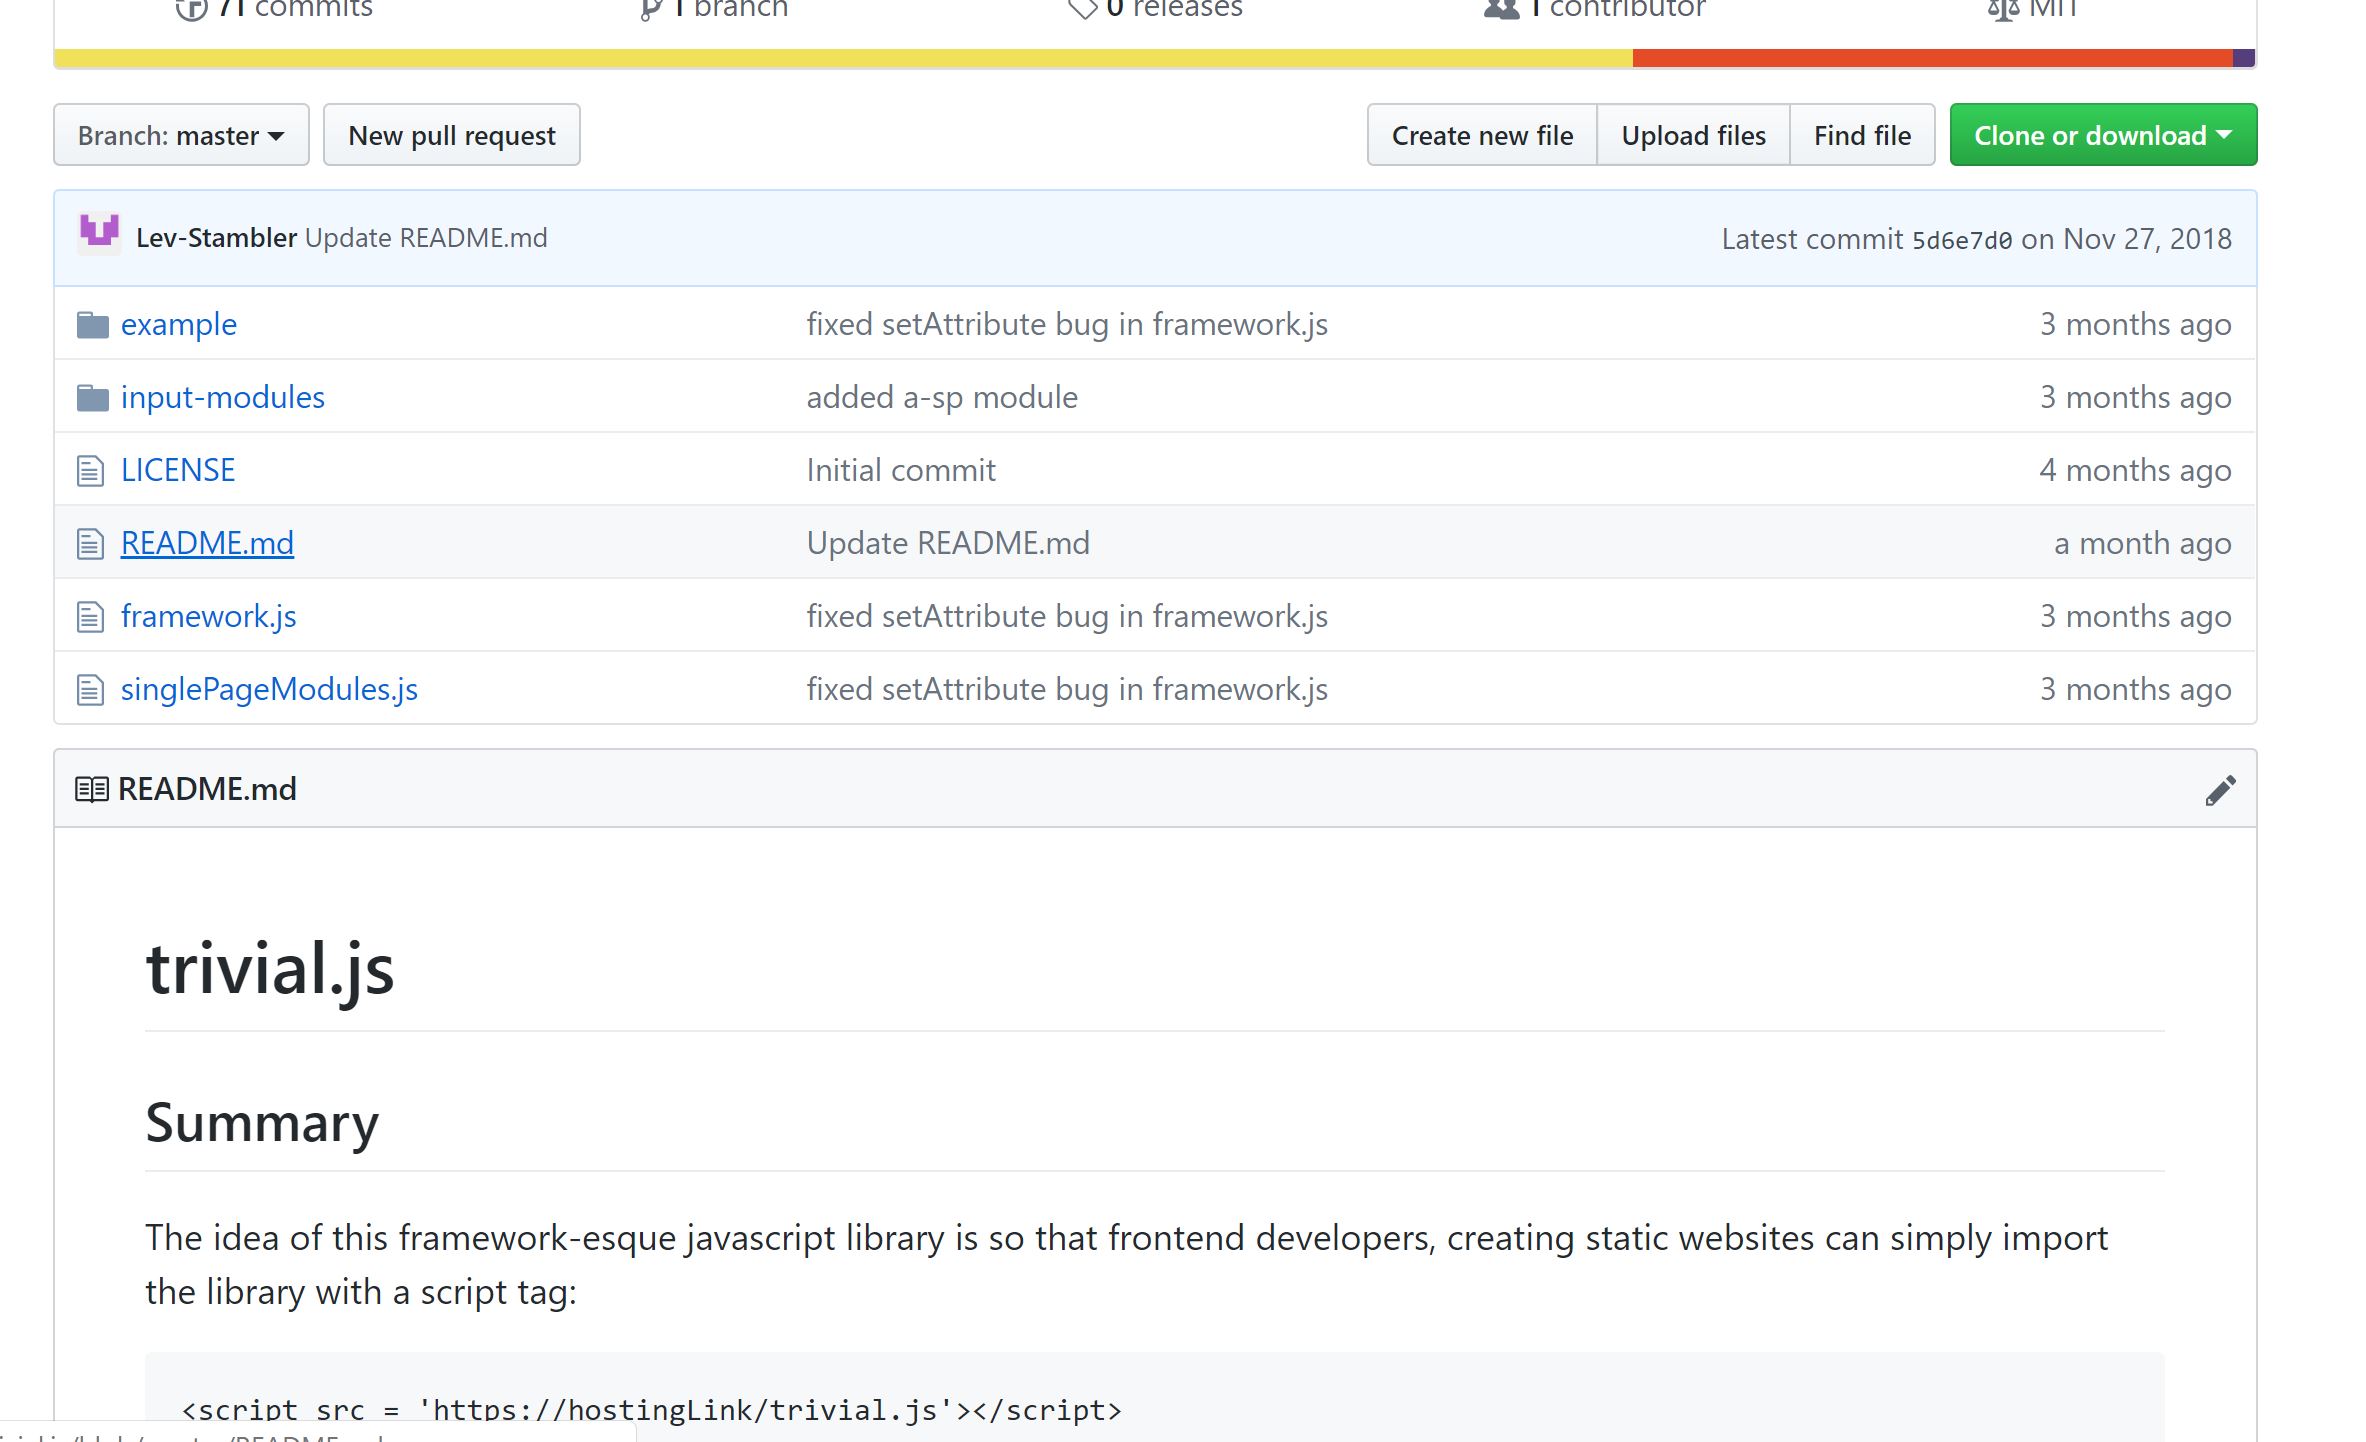 71 commits 1 branch 0 releases 1 contributor MIT
Branch: master New pull request Create new file Upload files Find file Clone or download
Lev-Stambler Update README.md Latest commit 5d6e7d0 on Nov 27, 2018
example fixed setAttribute bug in framework.js 3 months ago
input-modules added a-sp module 3 months ago
LICENSE Initial commit 4 months ago
README.md Update README.md a month ago
framework.js fixed setAttribute bug in framework.js 3 months ago
singlePageModules.js fixed setAttribute bug in framework.js 3 months ago
README.md
trivial.js
Summary
The idea of this framework-esque javascript library is so that frontend developers, creating static websites can simply import
the library with a script tag:
<script src = 'https://hostingLink/trivial.js'></script>